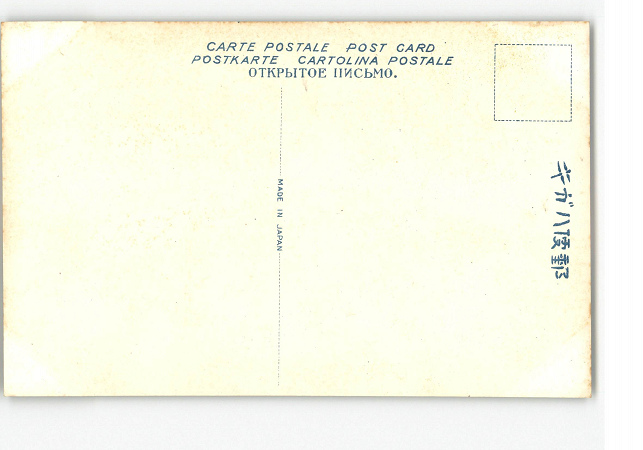 CARTE POSTALE POST CARD
POSTKARTE CARTOLINA POSTALE
ОТКРЫТОЕ ПИСЬМО.
MADE IN JAPAN
キガハ便郵